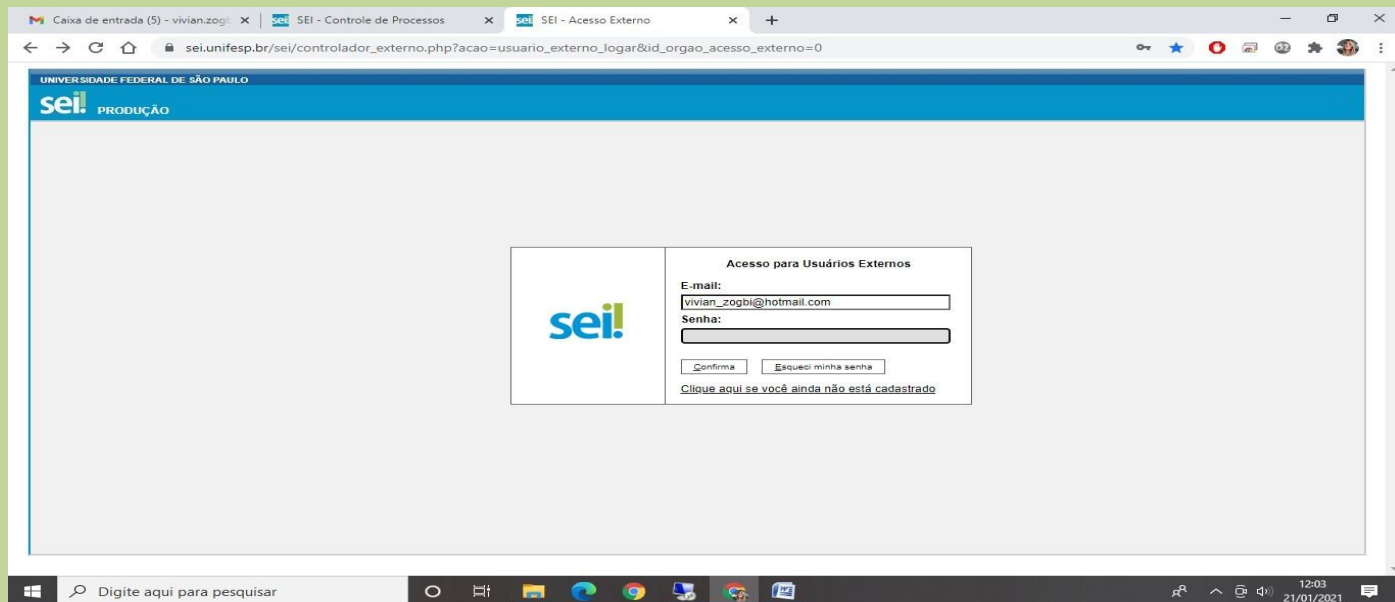 Caixa de entrada (5) - vivian.zogb
sei! SEI - Controle de Processos
sei! SEI - Acesso Externo
sei.unifesp.br/sei/controlador_externo.php?acao=usuario_externo_logar&id_orgao_acesso_externo=0
UNIVERSIDADE FEDERAL DE SÃO PAULO
sei! PRODUÇÃO
sei!
Acesso para Usuários Externos
E-mail:
vivian_zogbi@hotmail.com
Senha:
Confirma Esqueci minha senha
Clique aqui se você ainda não está cadastrado
Digite aqui para pesquisar
12:03
21/01/2021